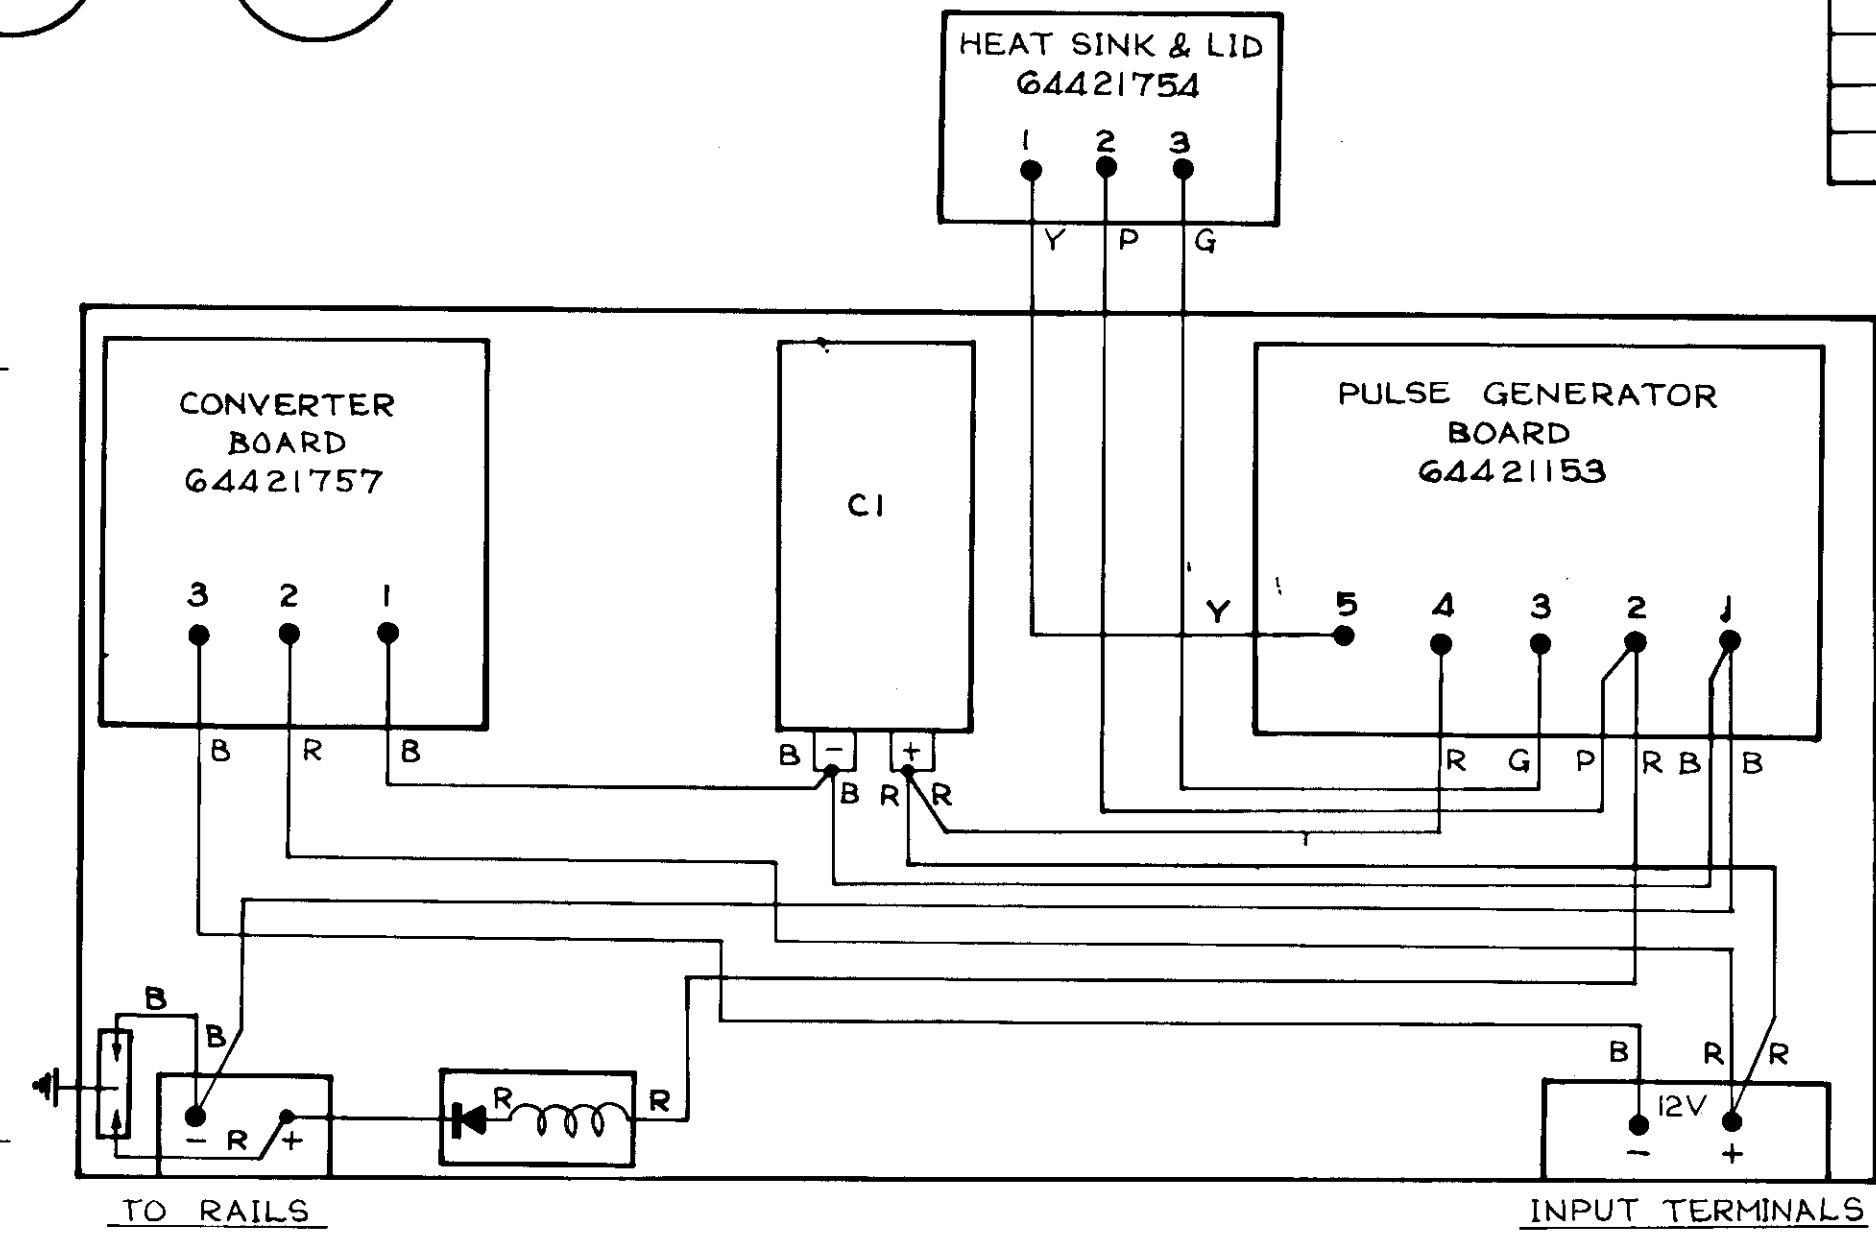 HEAT SINK & LID
64421754
1 2 3
Y P G
CONVERTER
BOARD
64421757
3 2 1
B R B
C1
B - +
B R R
PULSE GENERATOR
BOARD
64421153
Y
5 4 3 2 1
R G P R B B
B
B
- R +
R
R
B R R
12V
- +
TO RAILS
INPUT TERMINALS